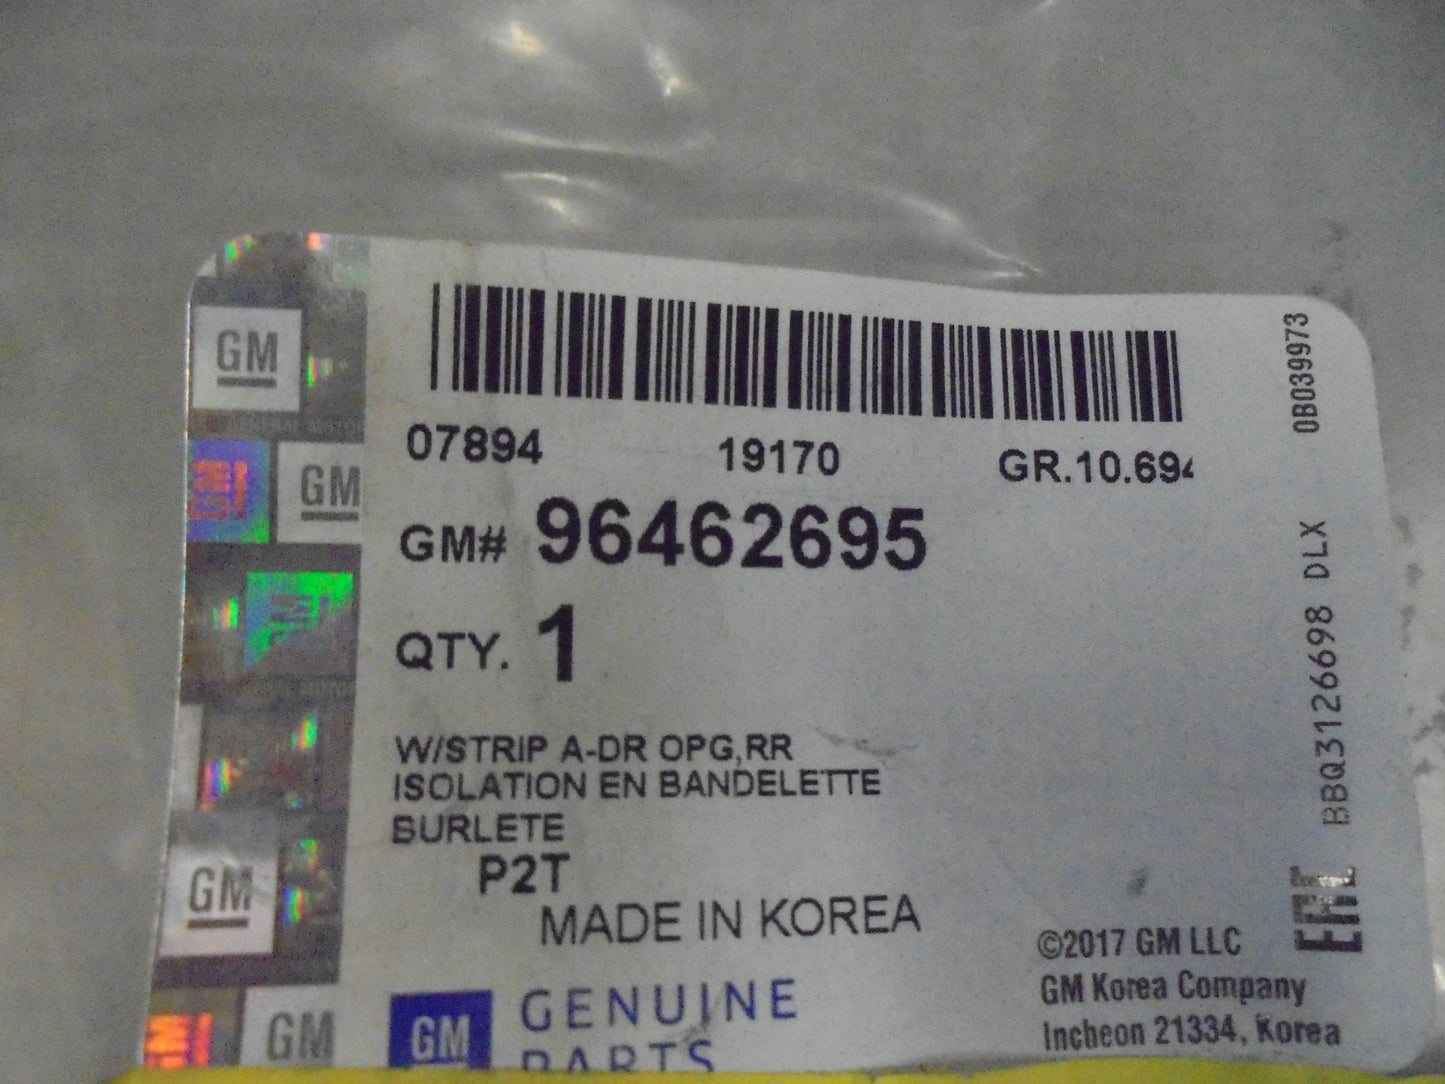 07894 19170 GR.10.694
GM# 96462695
QTY. 1
W/STRIP A-DR OPG,RR
ISOLATION EN BANDELETTE
BURLETE
P2T
MADE IN KOREA
GM GENUINE
PARTS
©2017 GM LLC
GM Korea Company
Incheon 21334, Korea
0B039973
BBQ3126698 DLX
EAC
GM
GM
GM
GM